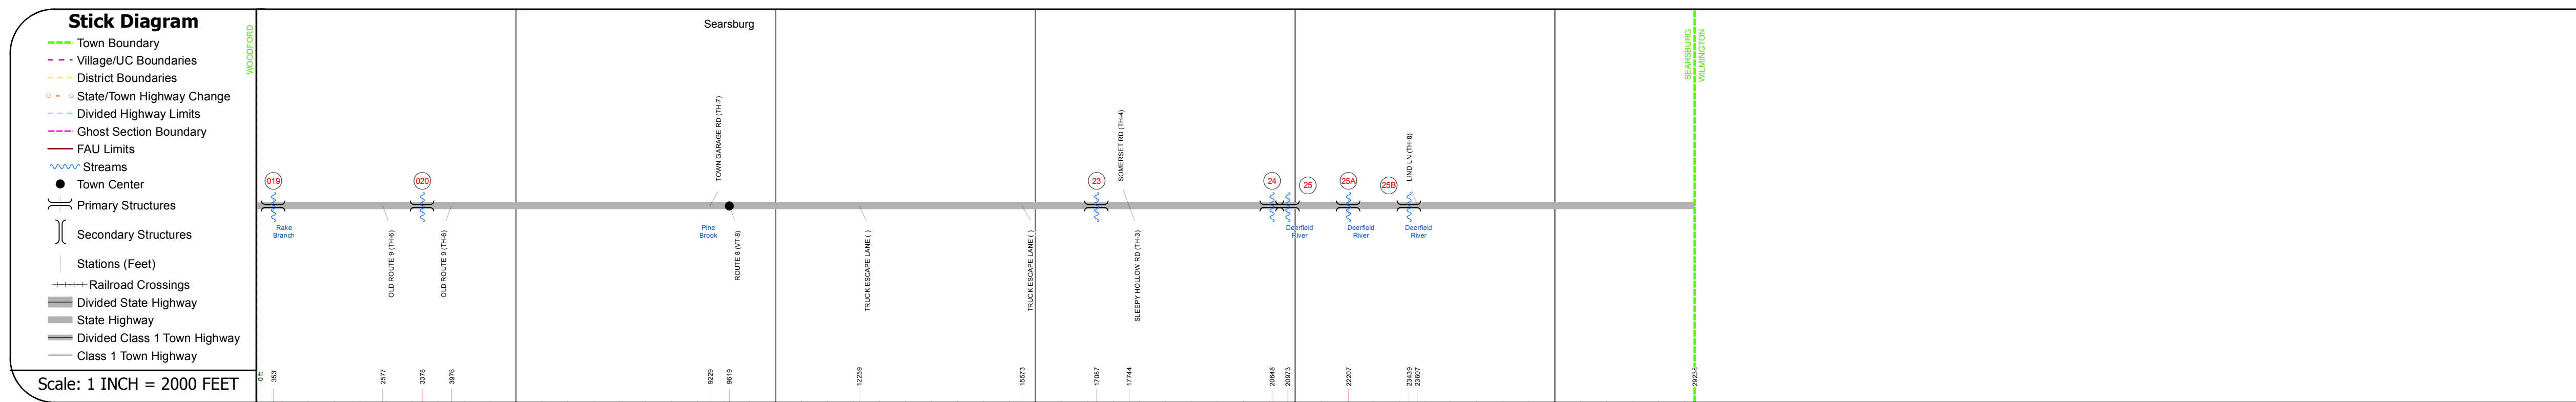 Stick Diagram
Town Boundary
Village/UC Boundaries
District Boundaries
State/Town Highway Change
Divided Highway Limits
Ghost Section Boundary
FAU Limits
Streams
Town Center
Primary Structures
Secondary Structures
Stations (Feet)
Railroad Crossings
Divided State Highway
State Highway
Divided Class 1 Town Highway
Class 1 Town Highway
Scale: 1 INCH = 2000 FEET
WOODFORD
Searsburg
SEARSBURG
WILMINGTON
TOWN GARAGE RD (TH-7)
SOMERSET RD (TH-4)
LIND LN (TH-8)
019
020
23
24
25
25A
25B
Rake
Branch
Pine
Brook
Deerfield
River
Deerfield
River
Deerfield
River
OLD ROUTE 9 (TH-6)
OLD ROUTE 9 (TH-6)
ROUTE 8 (VT-8)
TRUCK ESCAPE LANE ( )
TRUCK ESCAPE LANE ( )
SLEEPY HOLLOW RD (TH-3)
0 ft
353
2577
3378
3976
9229
9619
12259
15573
17087
17744
20648
20973
22207
23439
23607